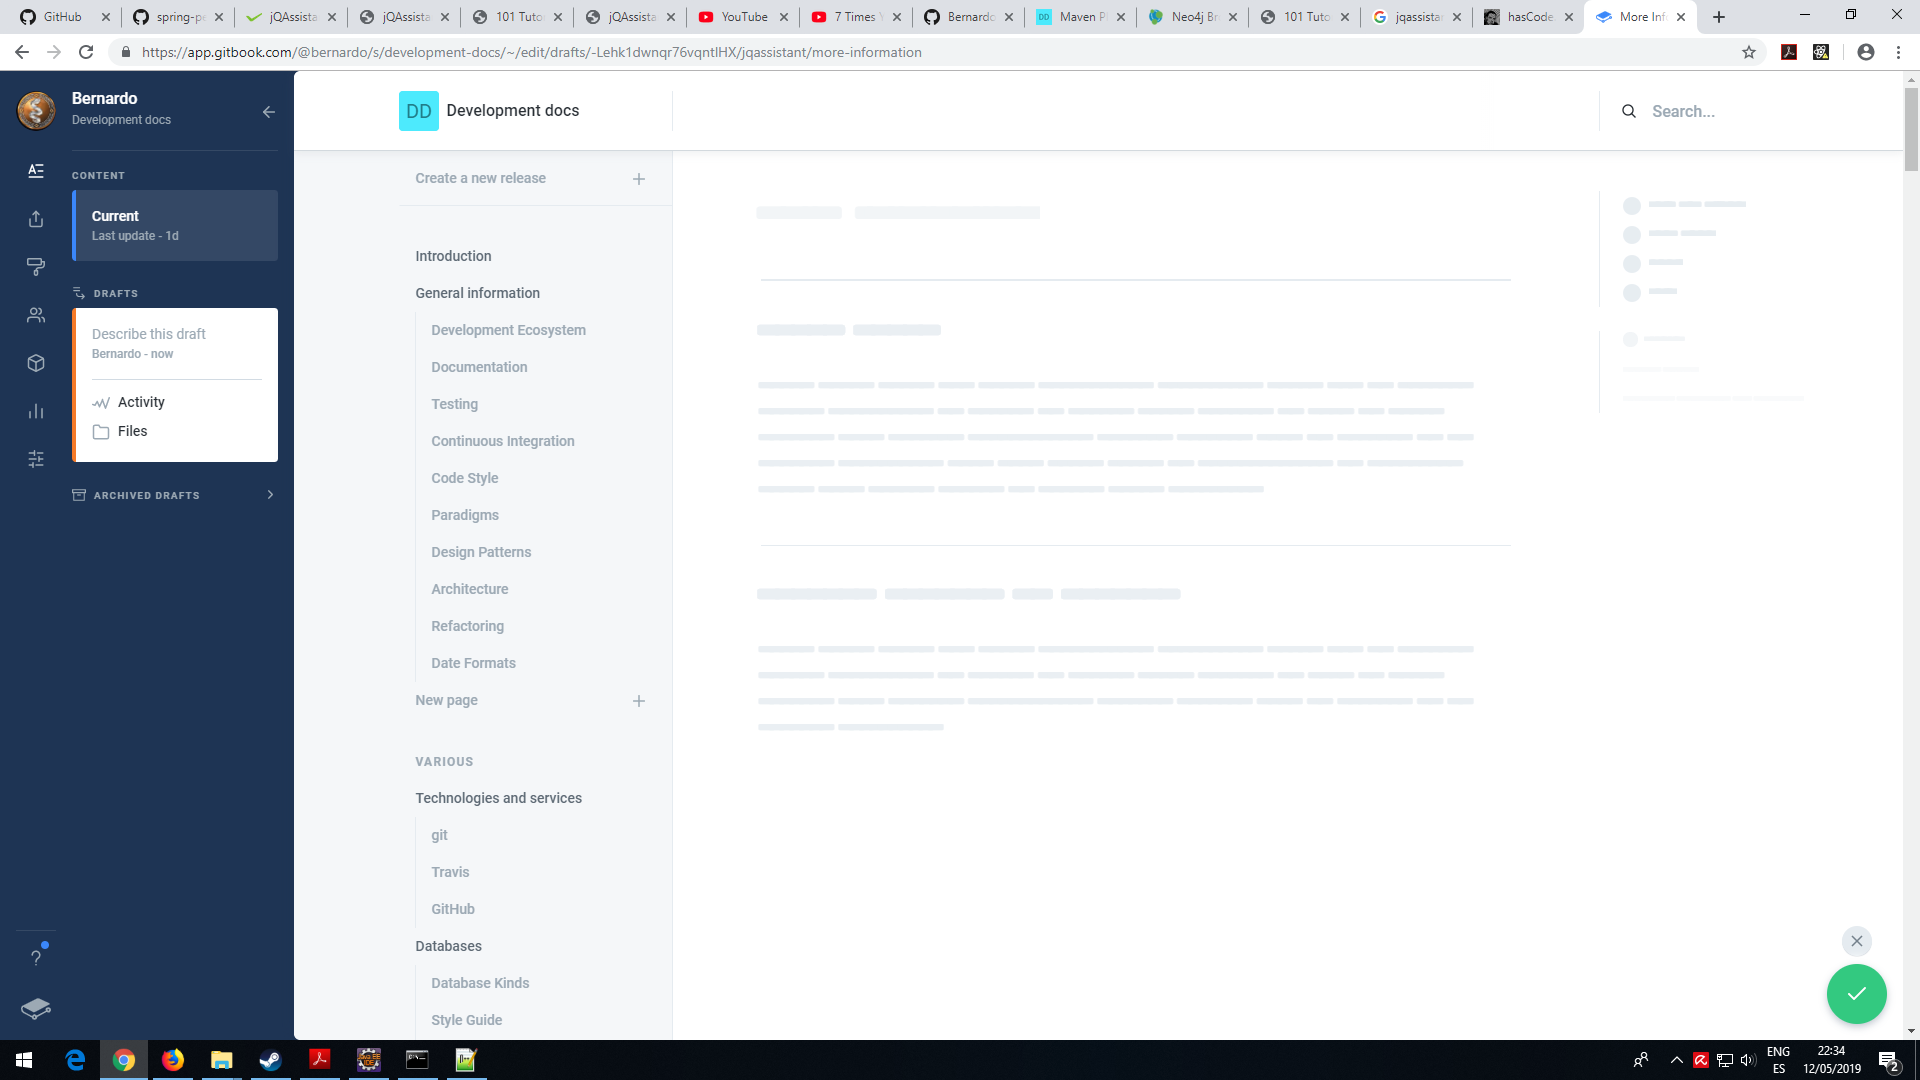 GitHub
spring-pe
jQAssista
jQAssista
101 Tuto
jQAssista
YouTube
7 Times Y
Bernardo
Maven P
Neo4j Br
101 Tuto
jqassista
hasCode
More Inf
https://app.gitbook.com/@bernardo/s/development-docs/~/edit/drafts/-Lehk1dwnqr76vqntlHX/jqassistant/more-information
Bernardo
Development docs
CONTENT
Current
Last update - 1d
DRAFTS
Describe this draft
Bernardo - now
Activity
Files
ARCHIVED DRAFTS
?
DD Development docs
Search...
Create a new release
Introduction
General information
Development Ecosystem
Documentation
Testing
Continuous Integration
Code Style
Paradigms
Design Patterns
Architecture
Refactoring
Date Formats
New page
VARIOUS
Technologies and services
git
Travis
GitHub
Databases
Database Kinds
Style Guide
ENG
ES
22:34
12/05/2019
2